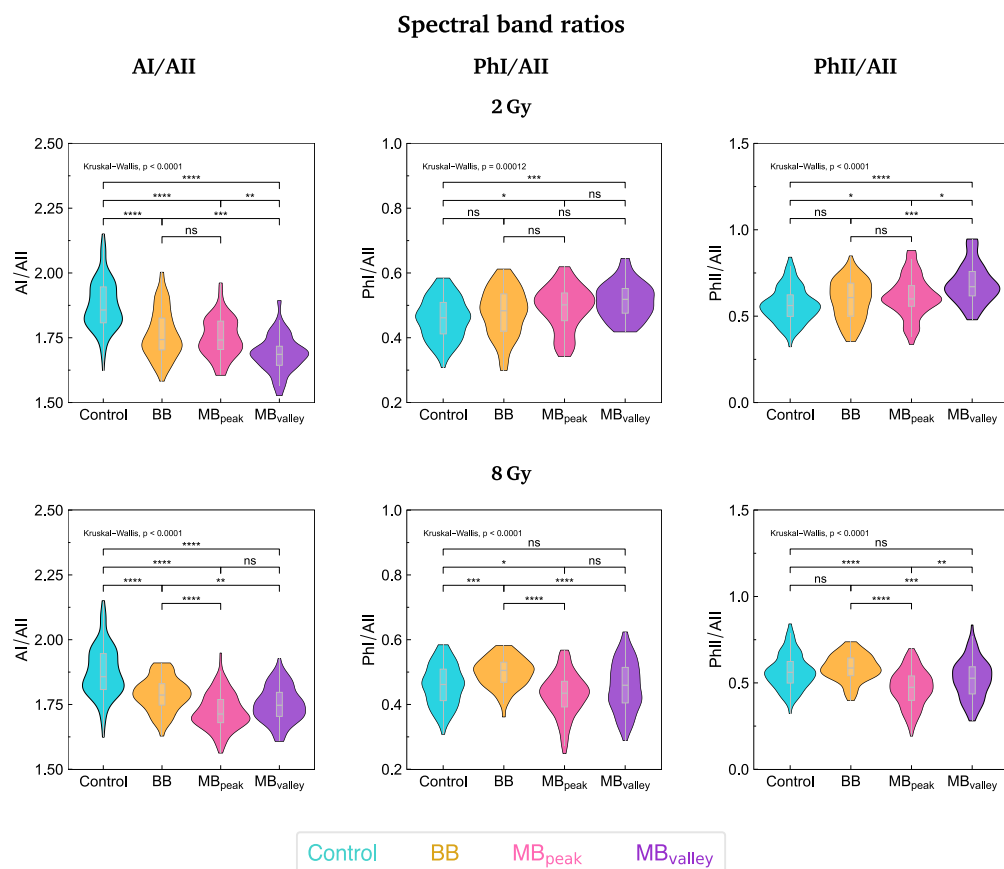 Spectral band ratios
AI/AII PhI/AII PhII/AII
2 Gy
2.50
2.25
2.00
1.75
1.50
AI/AII
Kruskal-Wallis, p < 0.0001
****
**** **
**** ***
ns
Control BB MBpeak MBvalley
1.0
0.8
0.6
0.4
0.2
PhI/AII
Kruskal-Wallis, p = 0.00012
***
* ns
ns ns
ns
Control BB MBpeak MBvalley
1.5
1.0
0.5
0.0
PhII/AII
Kruskal-Wallis, p < 0.0001
****
* *
ns ***
ns
Control BB MBpeak MBvalley
8 Gy
2.50
2.25
2.00
1.75
1.50
AI/AII
Kruskal-Wallis, p < 0.0001
****
**** ns
**** **
****
Control BB MBpeak MBvalley
1.0
0.8
0.6
0.4
0.2
PhI/AII
Kruskal-Wallis, p < 0.0001
ns
* ns
*** ****
****
Control BB MBpeak MBvalley
1.5
1.0
0.5
0.0
PhII/AII
Kruskal-Wallis, p < 0.0001
ns
**** **
ns ***
****
Control BB MBpeak MBvalley
Control BB MBpeak MBvalley